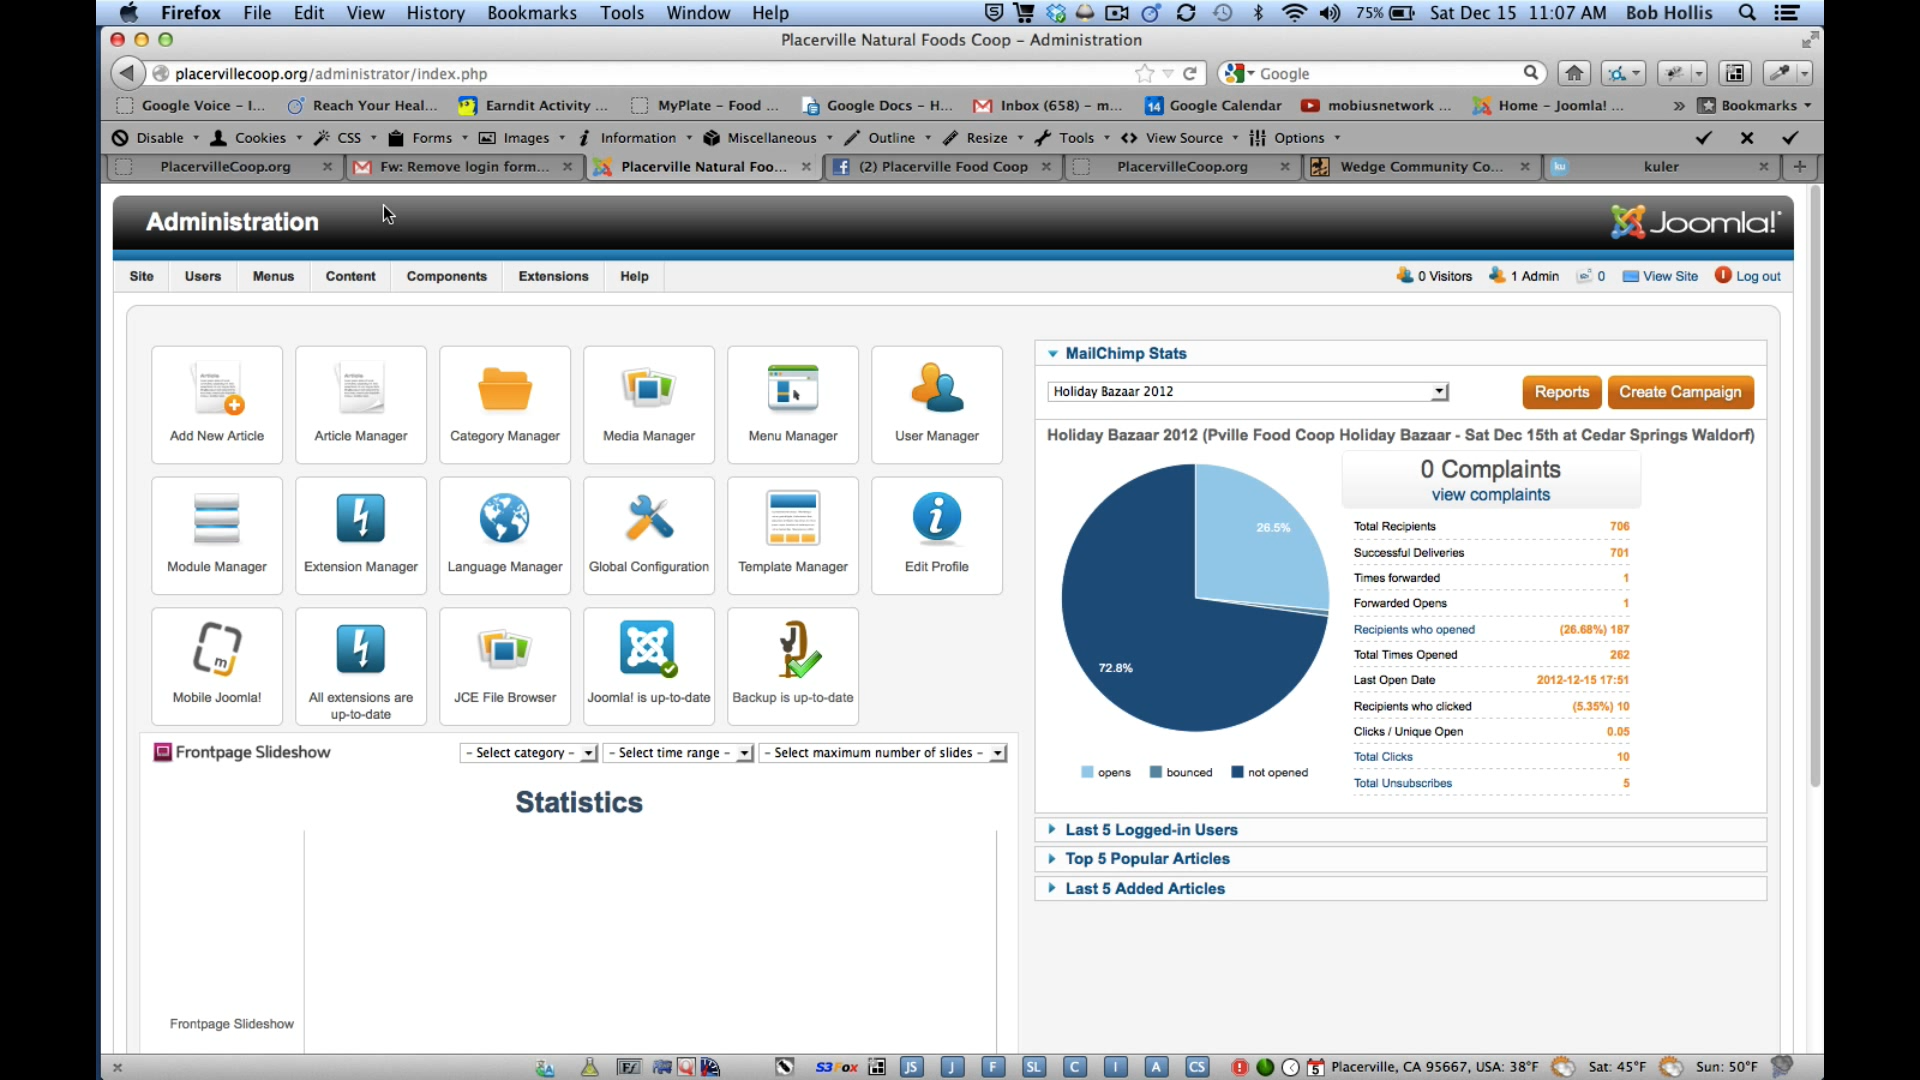 Firefox File Edit View History Bookmarks Tools Window Help 75% Sat Dec 15 11:07 AM Bob Hollis
Placerville Natural Foods Coop – Administration
placervillecoop.org/administrator/index.php Google
Google Voice – I... Reach Your Heal... Earndit Activity ... MyPlate – Food ... Google Docs – H... Inbox (658) – m... 14 Google Calendar mobiusnetwork ... Home – Joomla! ... » Bookmarks
Disable Cookies CSS Forms Images Information Miscellaneous Outline Resize Tools View Source Options
PlacervilleCoop.org Fw: Remove login form... Placerville Natural Foo... (2) Placerville Food Coop PlacervilleCoop.org Wedge Community Co... ku kuler
Administration Joomla!
Site Users Menus Content Components Extensions Help 0 Visitors 1 Admin 0 View Site Log out
Add New Article Article Manager Category Manager Media Manager Menu Manager User Manager
Module Manager Extension Manager Language Manager Global Configuration Template Manager Edit Profile
Mobile Joomla! All extensions are up-to-date JCE File Browser Joomla! is up-to-date Backup is up-to-date
Frontpage Slideshow - Select category - - Select time range - - Select maximum number of slides -
Statistics
Frontpage Slideshow
MailChimp Stats
Holiday Bazaar 2012 Reports Create Campaign
Holiday Bazaar 2012 (Pville Food Coop Holiday Bazaar - Sat Dec 15th at Cedar Springs Waldorf)
26.5%
72.8%
opens bounced not opened
0 Complaints
view complaints
Total Recipients 706
Successful Deliveries 701
Times forwarded 1
Forwarded Opens 1
Recipients who opened (26.68%) 187
Total Times Opened 262
Last Open Date 2012-12-15 17:51
Recipients who clicked (5.35%) 10
Clicks / Unique Open 0.05
Total Clicks 10
Total Unsubscribes 5
Last 5 Logged-in Users
Top 5 Popular Articles
Last 5 Added Articles
S3Fox JS J F SL C I A CS 5 Placerville, CA 95667, USA: 38°F Sat: 45°F Sun: 50°F